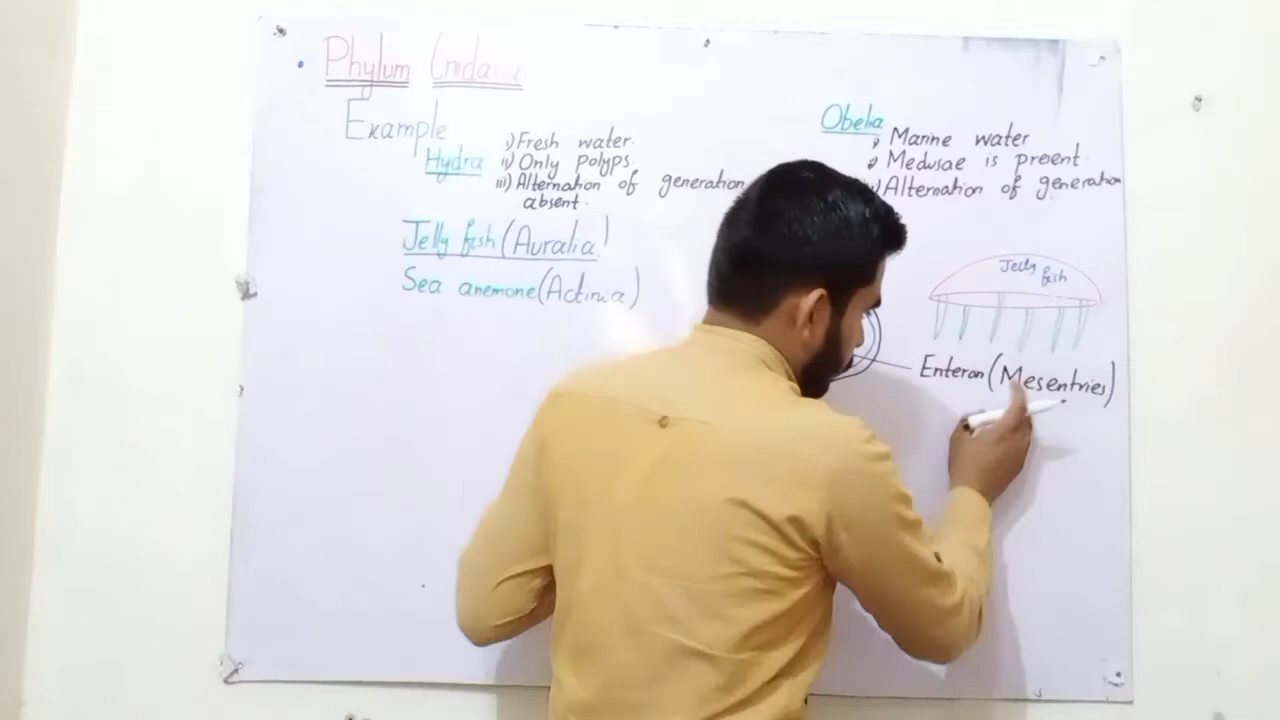 Phylum Cnidaria
Example
Hydra
i) Fresh water.
ii) Only polyps.
iii) Alternation of generation
absent.
Jelly fish (Auralia)
Sea anemone (Actinia)
Obelia
i) Marine water
Medusae is present
Alternation of generation
Jelly fish
Enteron (Mesentries)